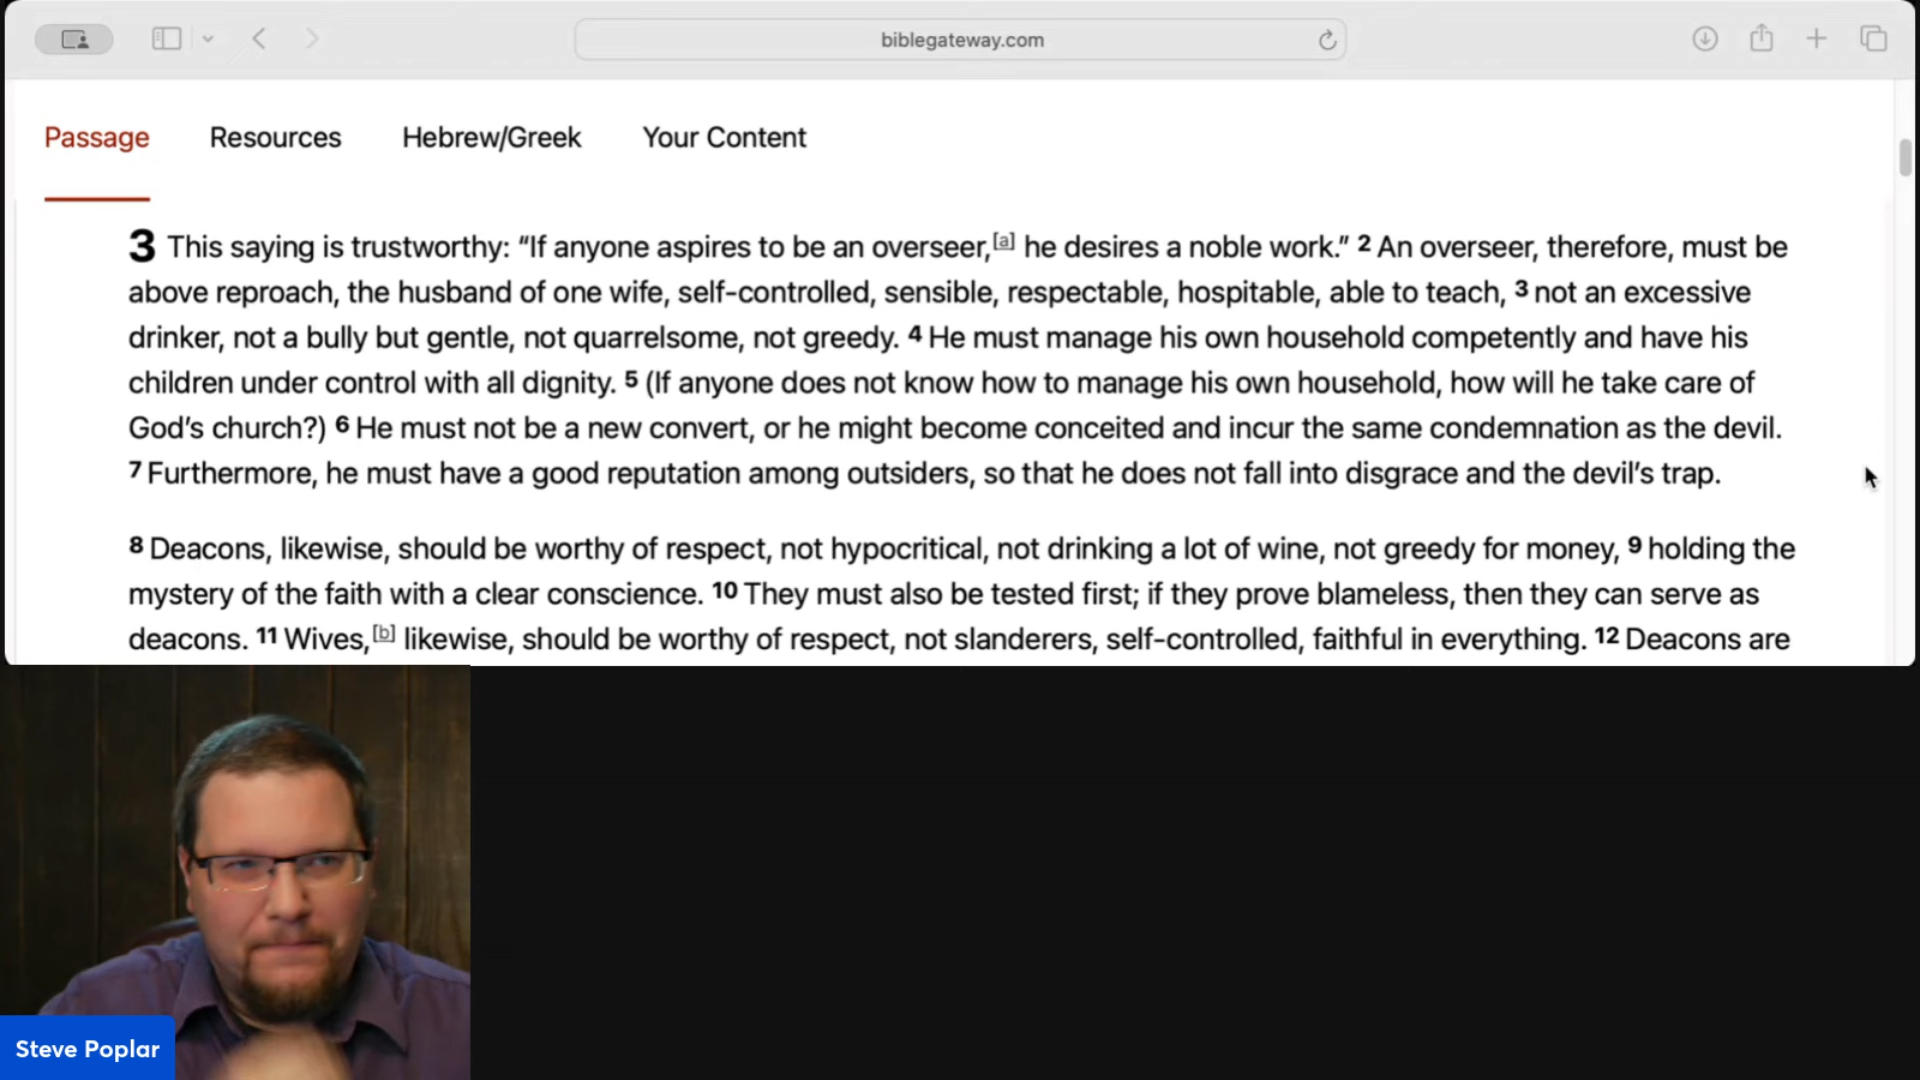 biblegateway.com
Passage Resources Hebrew/Greek Your Content
3 This saying is trustworthy: “If anyone aspires to be an overseer,[a] he desires a noble work.” 2 An overseer, therefore, must be
above reproach, the husband of one wife, self-controlled, sensible, respectable, hospitable, able to teach, 3 not an excessive
drinker, not a bully but gentle, not quarrelsome, not greedy. 4 He must manage his own household competently and have his
children under control with all dignity. 5 (If anyone does not know how to manage his own household, how will he take care of
God’s church?) 6 He must not be a new convert, or he might become conceited and incur the same condemnation as the devil.
7 Furthermore, he must have a good reputation among outsiders, so that he does not fall into disgrace and the devil’s trap.
8 Deacons, likewise, should be worthy of respect, not hypocritical, not drinking a lot of wine, not greedy for money, 9 holding the
mystery of the faith with a clear conscience. 10 They must also be tested first; if they prove blameless, then they can serve as
deacons. 11 Wives,[b] likewise, should be worthy of respect, not slanderers, self-controlled, faithful in everything. 12 Deacons are
Steve Poplar